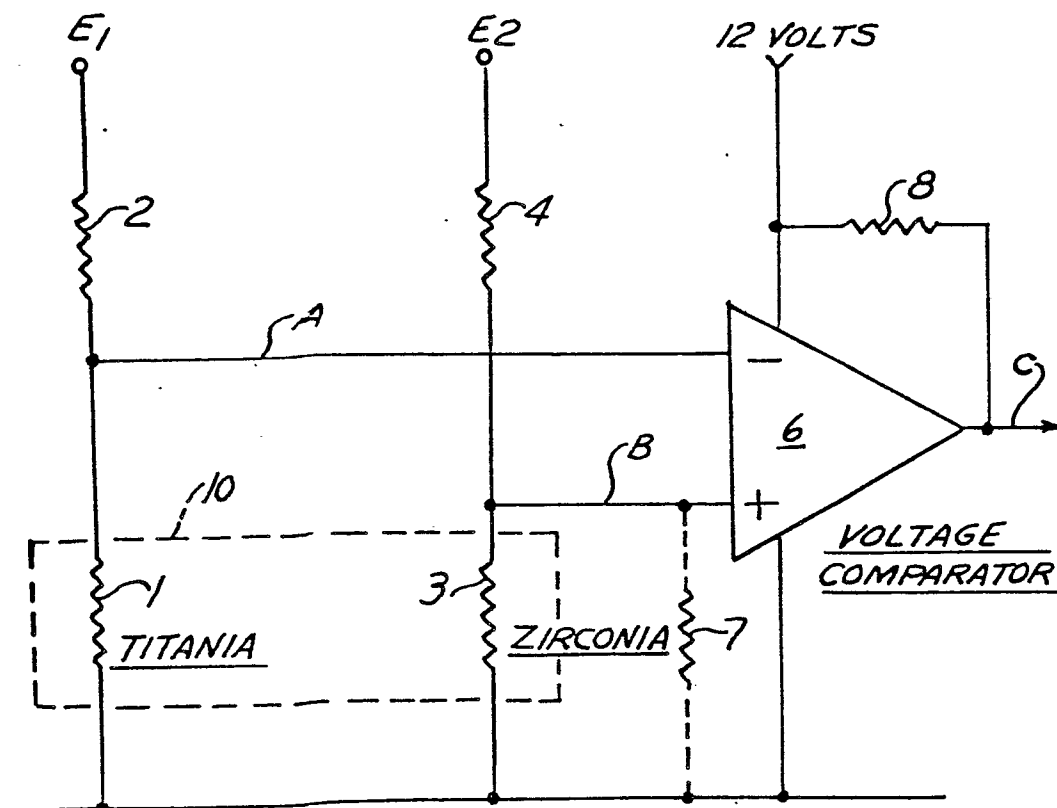 E1
E2
12 VOLTS
2
4
8
A
C
6
B
10
1
3
7
TITANIA
ZIRCONIA
VOLTAGE
COMPARATOR
−
+